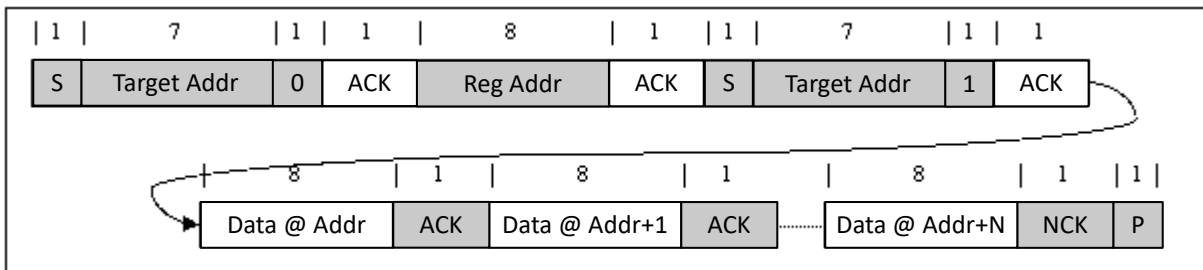 | 1 | 7 | 1 | 1 | 8 | 1 | 1 | 7 | 1 | 1
S Target Addr 0 ACK Reg Addr ACK S Target Addr 1 ACK
| 8 | 1 | 8 | 1 | 8 | 1 | 1 |
Data @ Addr ACK Data @ Addr+1 ACK Data @ Addr+N NCK P